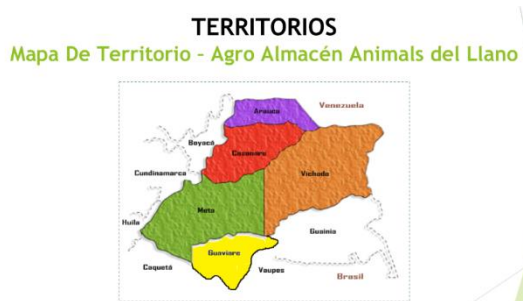 TERRITORIOS
Mapa De Territorio - Agro Almacén Animals del Llano
Arauca
Venezuela
Boyacá
Casanare
Cundinamarca
Vichada
Meta
Huila
Guainia
Guaviare
Caquetá
Vaupes
Brasil